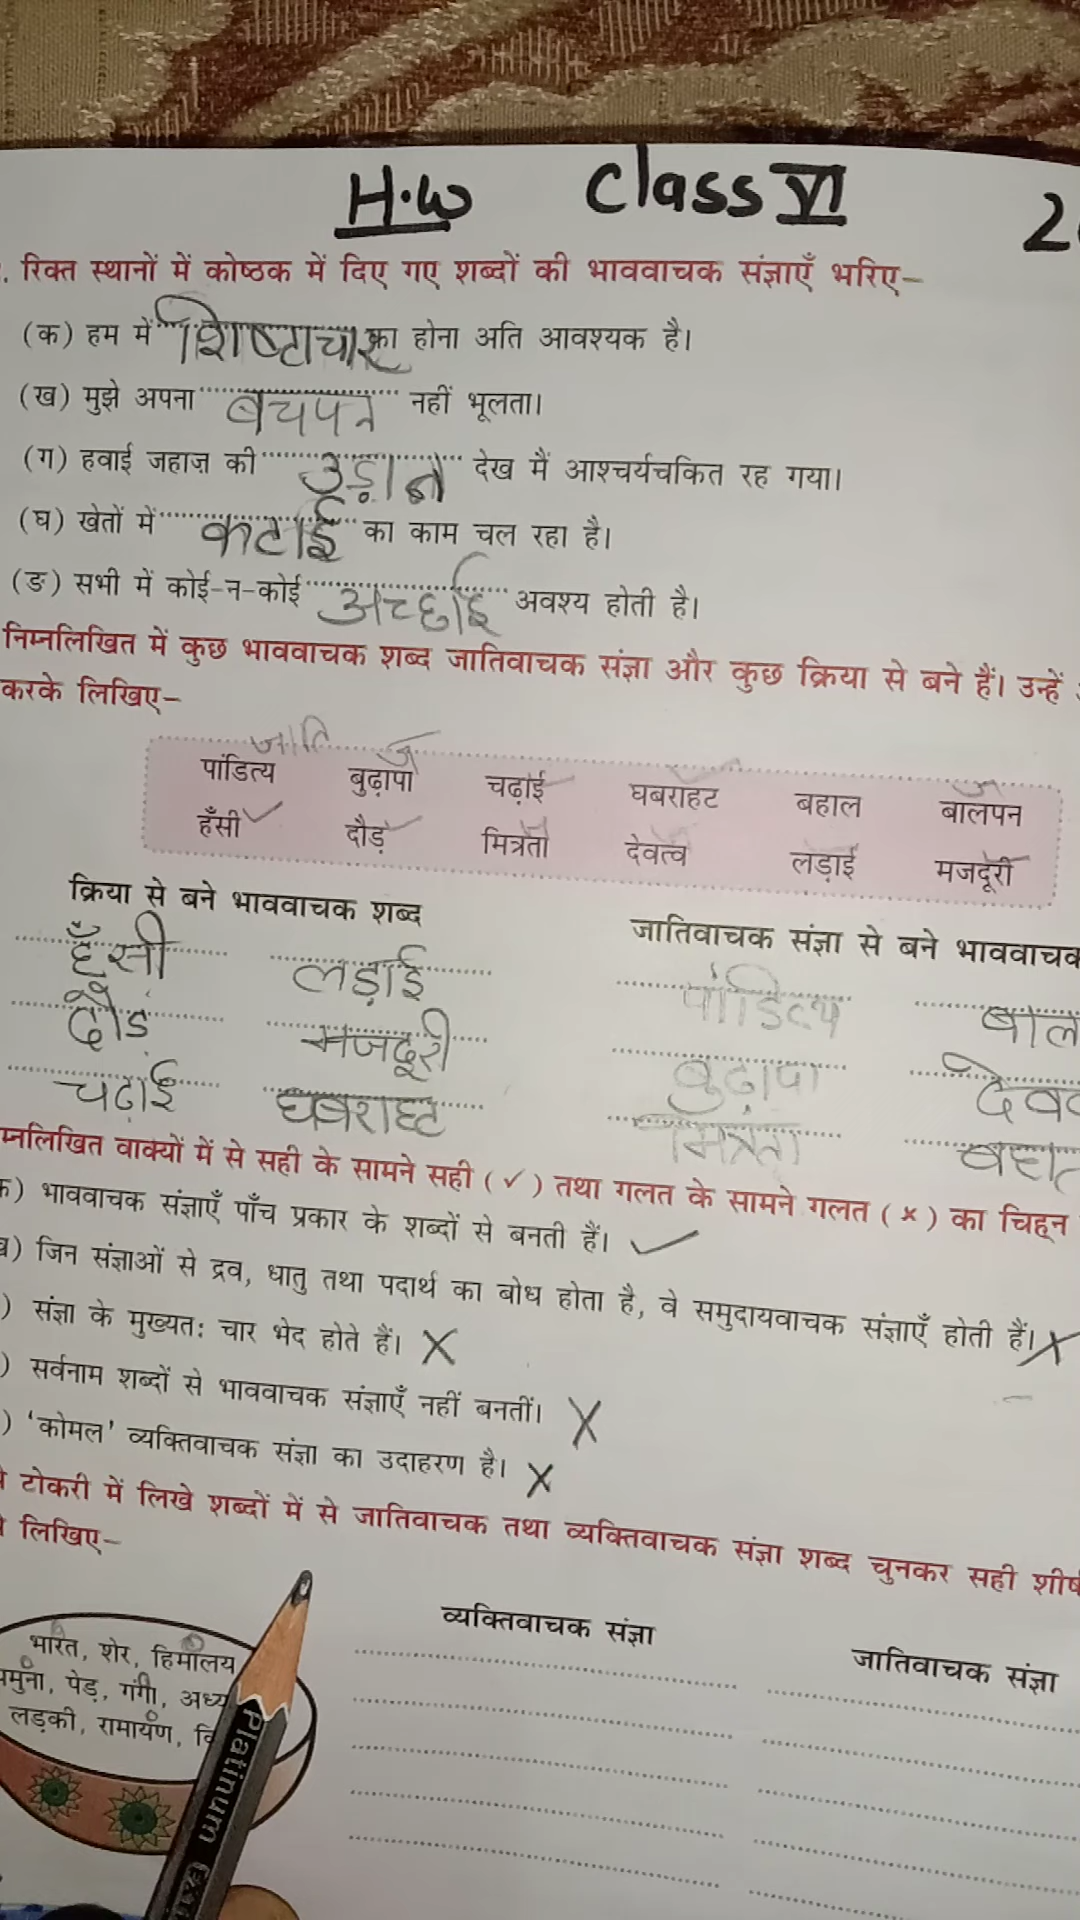 H.W Class VI 2
. रिक्त स्थानों में कोष्ठक में दिए गए शब्दों की भाववाचक संज्ञाएँ भरिए–
(क) हम में शिष्टाचार का होना अति आवश्यक है।
(ख) मुझे अपना बचपन नहीं भूलता।
(ग) हवाई जहाज़ की उड़ान देख मैं आश्चर्यचकित रह गया।
(घ) खेतों में कटाई का काम चल रहा है।
(ङ) सभी में कोई-न-कोई अच्छाई अवश्य होती है।
निम्नलिखित में कुछ भाववाचक शब्द जातिवाचक संज्ञा और कुछ क्रिया से बने हैं। उन्हें
करके लिखिए–
जाति
पांडित्य बुढ़ापा चढ़ाई घबराहट बहाल बालपन
हँसी दौड़ मित्रता देवत्व लड़ाई मजदूरी
क्रिया से बने भाववाचक शब्द जातिवाचक संज्ञा से बने भाववाचक
हँसी लड़ाई पांडित्य बाल
दौड़ मजदूरी बुढ़ापा देवत
चढ़ाई घबराहट मित्रता बहाल
म्नलिखित वाक्यों में से सही के सामने सही (✓) तथा गलत के सामने गलत (×) का चिह्न
क) भाववाचक संज्ञाएँ पाँच प्रकार के शब्दों से बनती हैं। ✓
ख) जिन संज्ञाओं से द्रव, धातु तथा पदार्थ का बोध होता है, वे समुदायवाचक संज्ञाएँ होती हैं। ×
) संज्ञा के मुख्यतः चार भेद होते हैं। ×
) सर्वनाम शब्दों से भाववाचक संज्ञाएँ नहीं बनतीं। ×
) 'कोमल' व्यक्तिवाचक संज्ञा का उदाहरण है। ×
टोकरी में लिखे शब्दों में से जातिवाचक तथा व्यक्तिवाचक संज्ञा शब्द चुनकर सही शीर्ष
लिखिए–
व्यक्तिवाचक संज्ञा जातिवाचक संज्ञा
भारत, शेर, हिमालय
यमुना, पेड़, गंगा, अध्य
लड़की, रामायण, वि
Platinum Extra